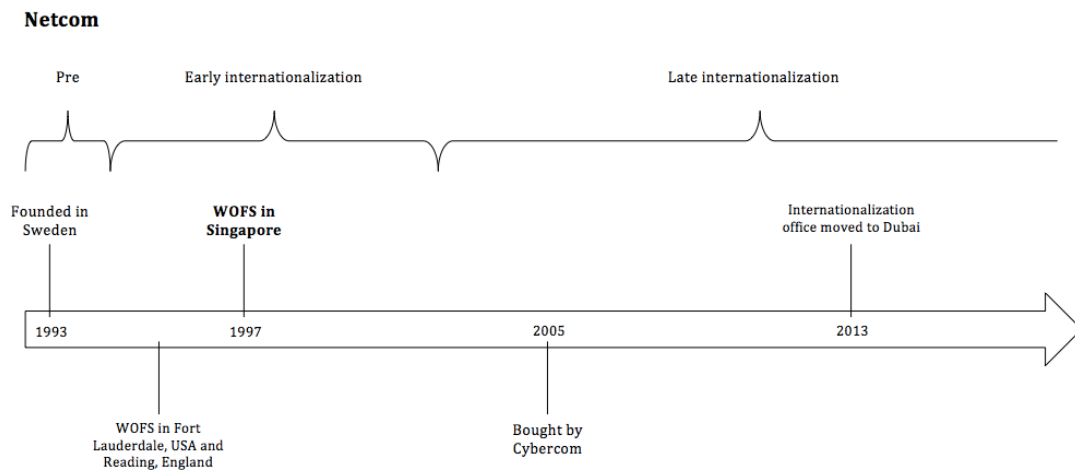 Netcom
Pre
Early internationalization
Late internationalization
Founded in
Sweden
WOFS in
Singapore
Internationalization
office moved to Dubai
1993
1997
2005
2013
WOFS in Fort
Lauderdale, USA and
Reading, England
Bought by
Cybercom